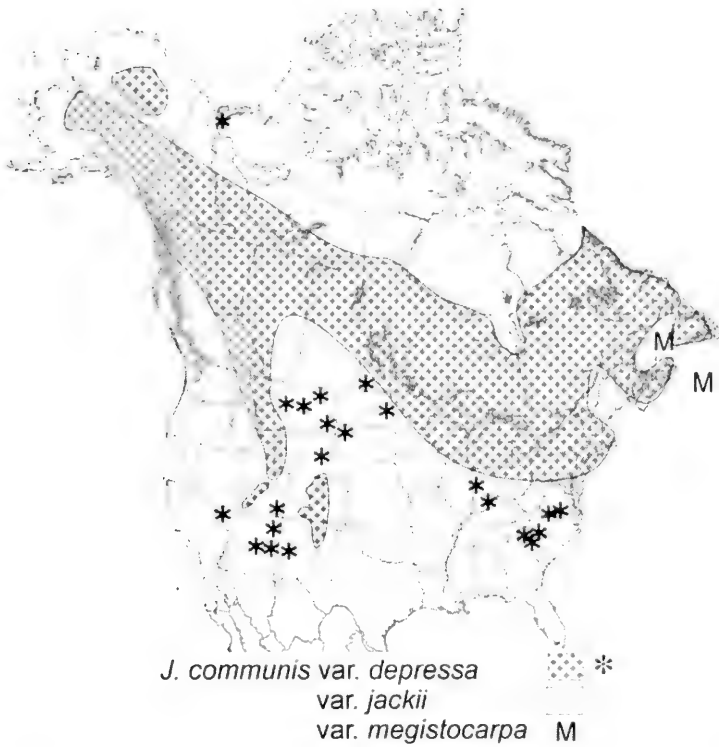 M
M
J. communis var. depressa *
var. jackii
var. megistocarpa M